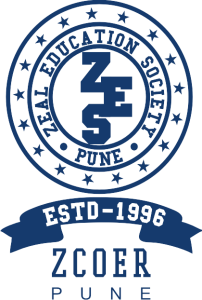 ZEAL EDUCATION SOCIETY
ZES
• PUNE •
ESTD-1996
ZCOER
PUNE